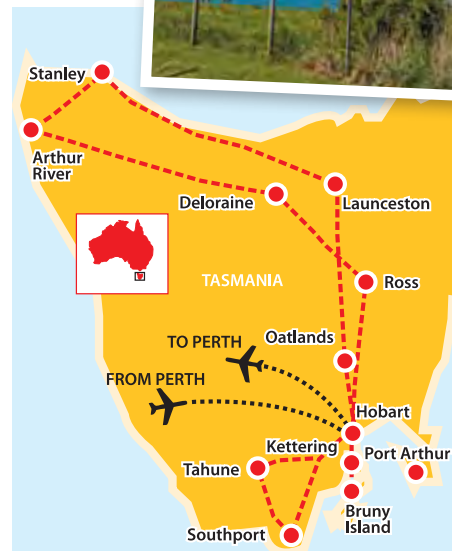 Stanley
Arthur
River
Deloraine
Launceston
TASMANIA
Ross
Oatlands
TO PERTH
FROM PERTH
Hobart
Kettering
Port Arthur
Tahune
Bruny
Island
Southport